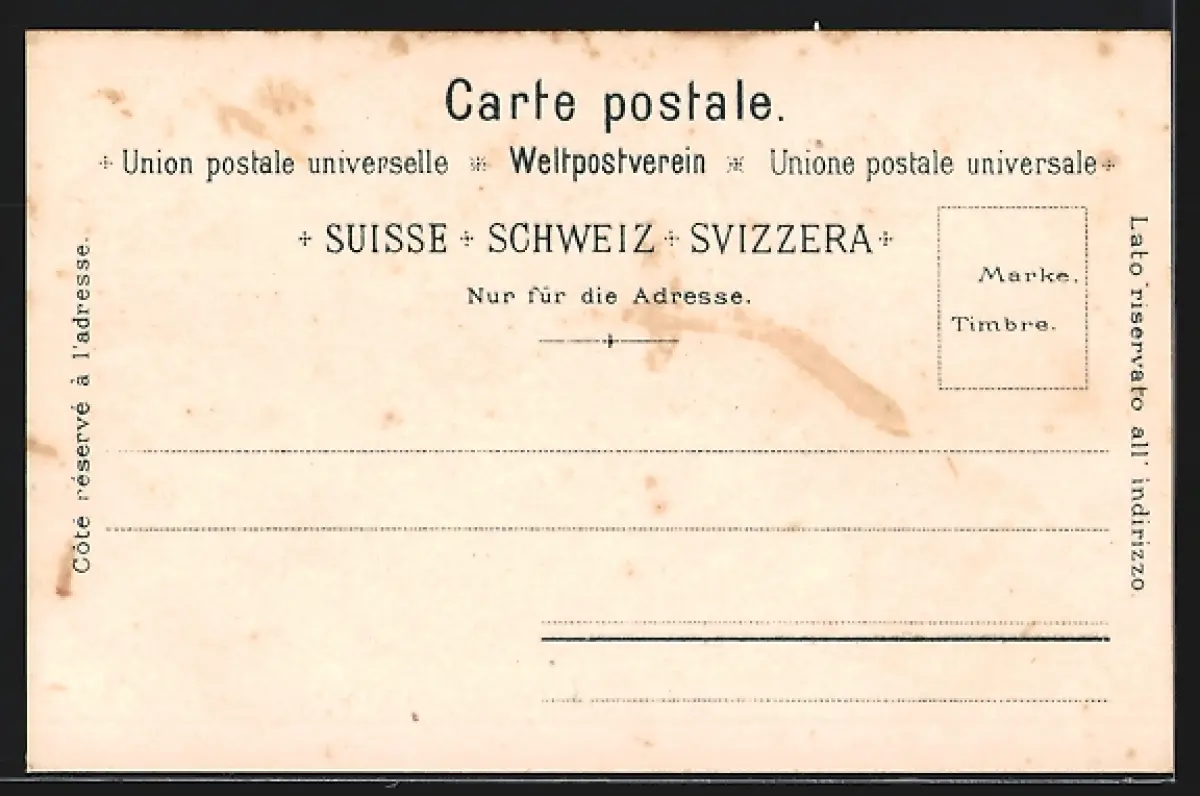 Carte postale.
Union postale universelle Weltpostverein Unione postale universale
SUISSE SCHWEIZ SVIZZERA
Nur für die Adresse.
Marke.
Timbre.
Côté réservé à l'adresse.
Lato riservato all' indirizzo.